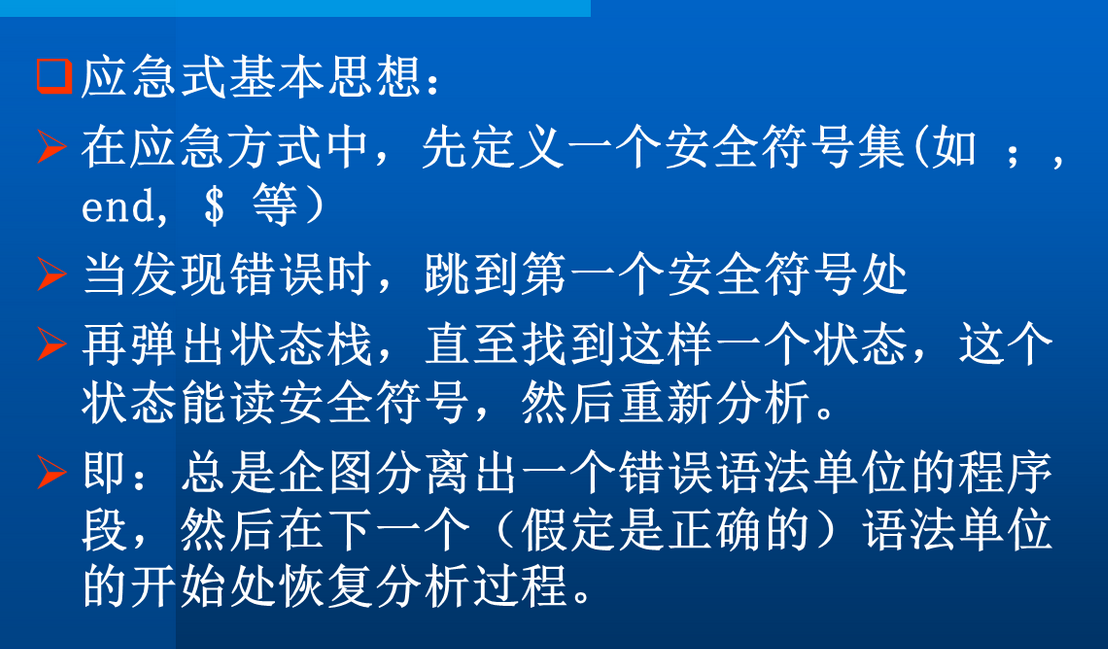 应急式基本思想：
在应急方式中，先定义一个安全符号集(如 ；,
end, $ 等）
当发现错误时，跳到第一个安全符号处
再弹出状态栈，直至找到这样一个状态，这个
状态能读安全符号，然后重新分析。
即：总是企图分离出一个错误语法单位的程序
段，然后在下一个（假定是正确的）语法单位
的开始处恢复分析过程。